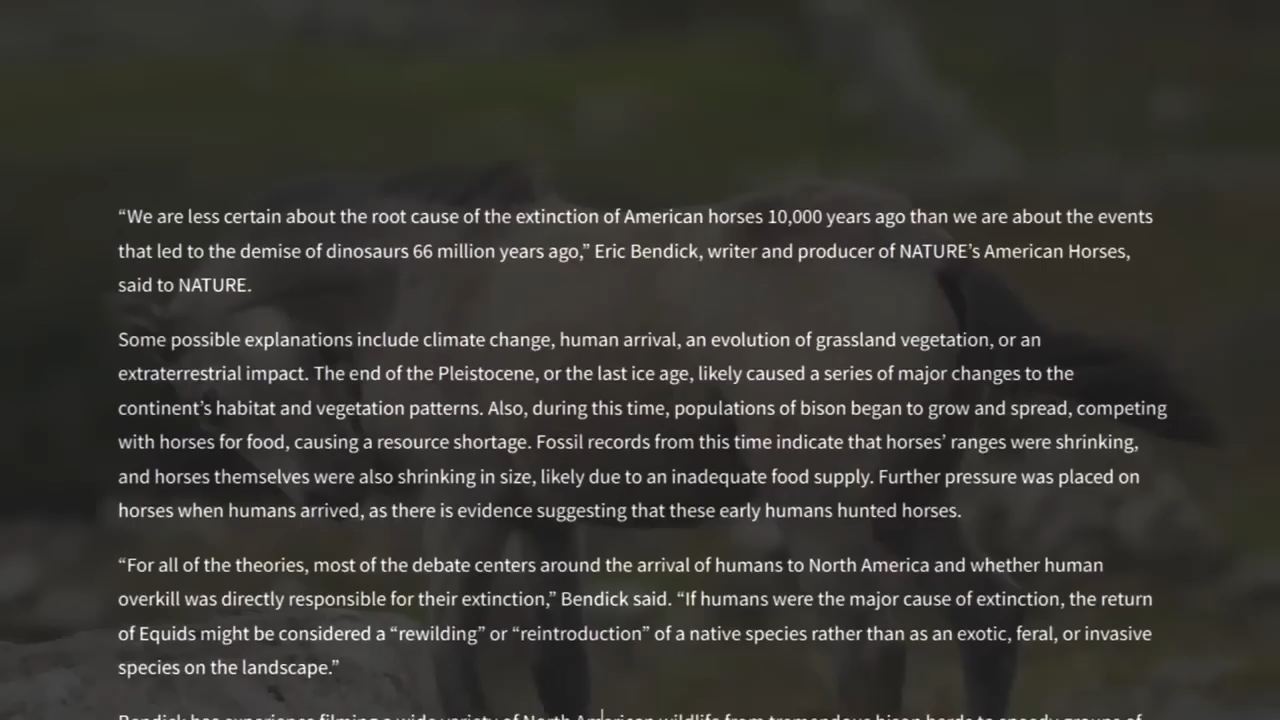 “We are less certain about the root cause of the extinction of American horses 10,000 years ago than we are about the events
that led to the demise of dinosaurs 66 million years ago,” Eric Bendick, writer and producer of NATURE’s American Horses,
said to NATURE.
Some possible explanations include climate change, human arrival, an evolution of grassland vegetation, or an
extraterrestrial impact. The end of the Pleistocene, or the last ice age, likely caused a series of major changes to the
continent’s habitat and vegetation patterns. Also, during this time, populations of bison began to grow and spread, competing
with horses for food, causing a resource shortage. Fossil records from this time indicate that horses’ ranges were shrinking,
and horses themselves were also shrinking in size, likely due to an inadequate food supply. Further pressure was placed on
horses when humans arrived, as there is evidence suggesting that these early humans hunted horses.
“For all of the theories, most of the debate centers around the arrival of humans to North America and whether human
overkill was directly responsible for their extinction,” Bendick said. “If humans were the major cause of extinction, the return
of Equids might be considered a “rewilding” or “reintroduction” of a native species rather than as an exotic, feral, or invasive
species on the landscape.”